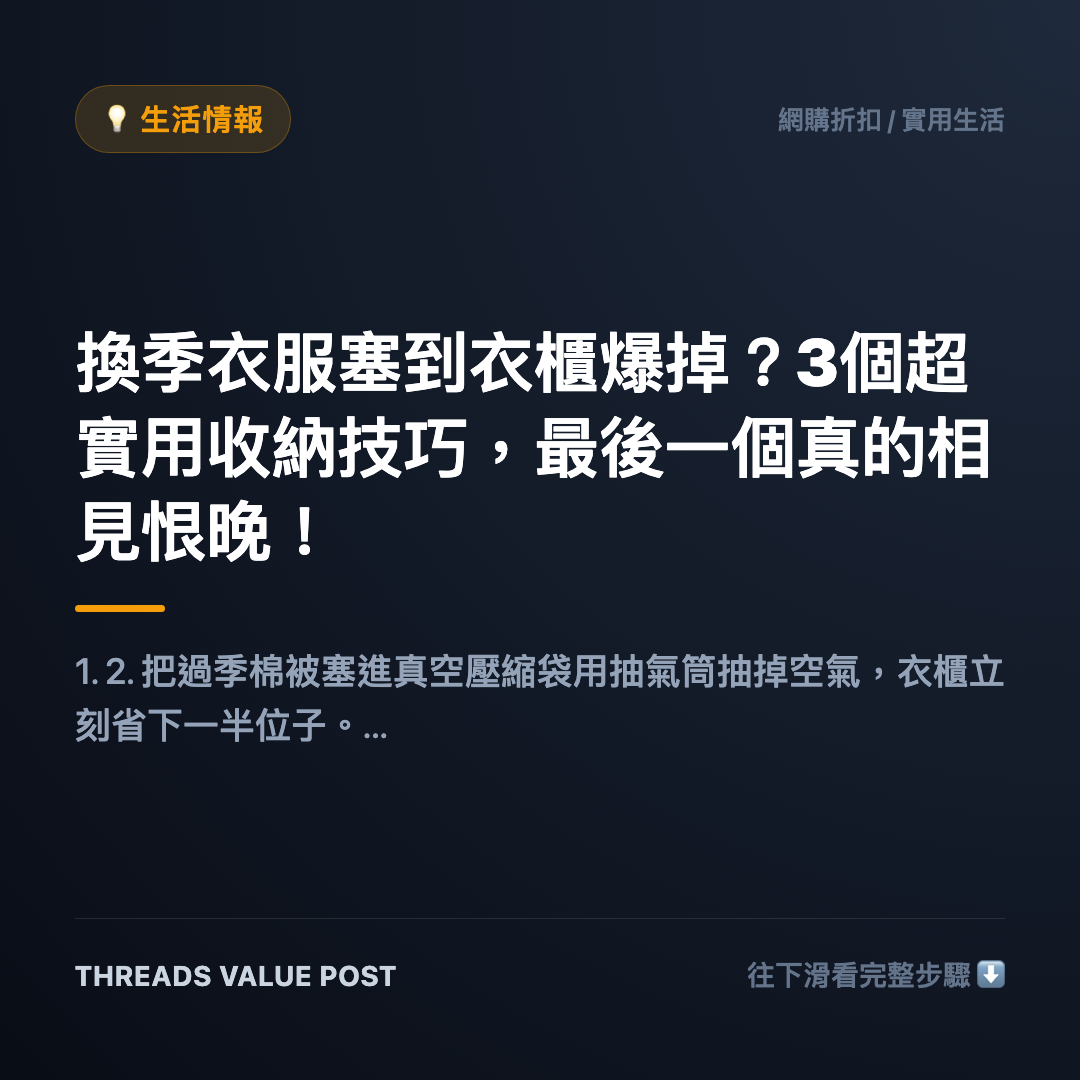 💡 生活情報
網購折扣 / 實用生活
換季衣服塞到衣櫃爆掉？3個超
實用收納技巧，最後一個真的相
見恨晚！
1. 2. 把過季棉被塞進真空壓縮袋用抽氣筒抽掉空氣，衣櫃立
刻省下一半位子。...
THREADS VALUE POST
往下滑看完整步驟 ⬇️